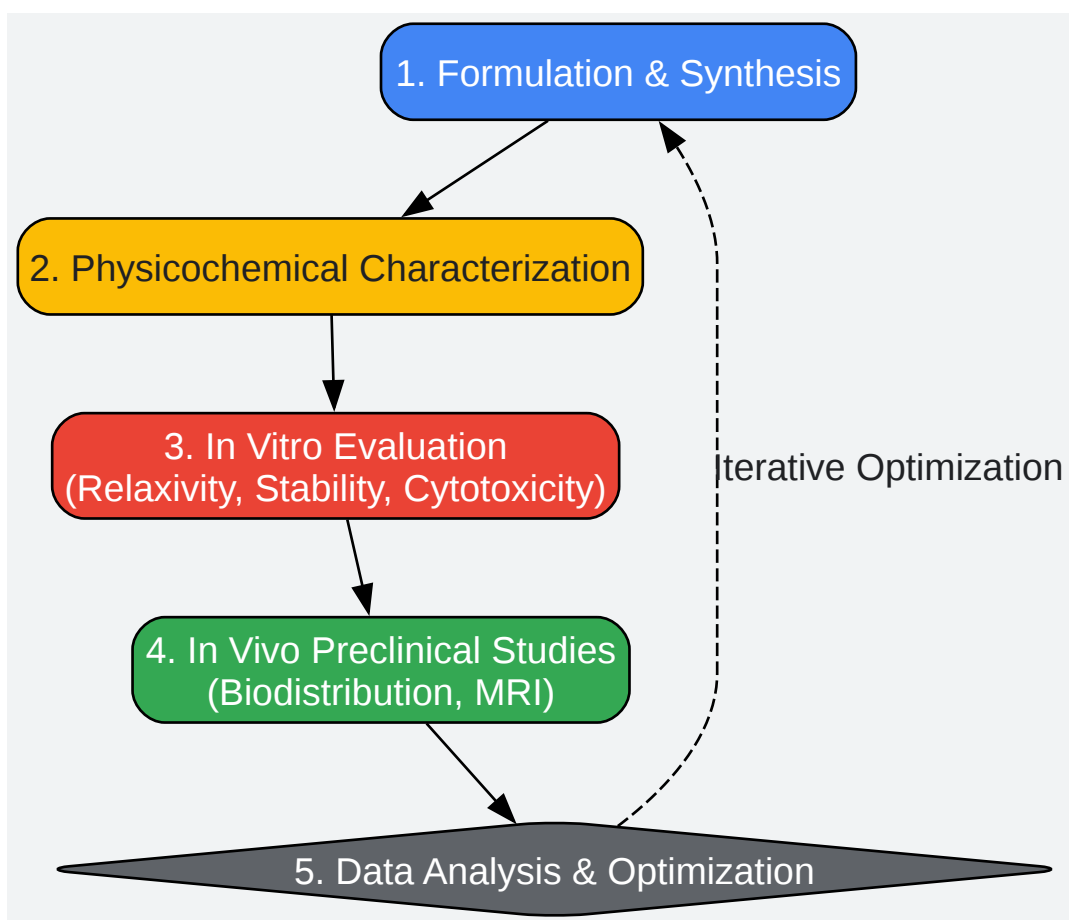 1. Formulation & Synthesis
2. Physicochemical Characterization
3. In Vitro Evaluation
(Relaxivity, Stability, Cytotoxicity)
Iterative Optimization
4. In Vivo Preclinical Studies
(Biodistribution, MRI)
5. Data Analysis & Optimization